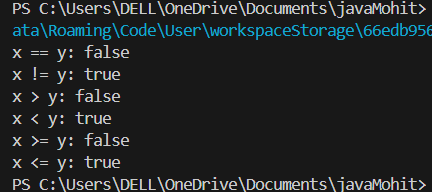 PS C:\Users\DELL\OneDrive\Documents\javaMohit>
ata\Roaming\Code\User\workspaceStorage\66edb956
x == y: false
x != y: true
x > y: false
x < y: true
x >= y: false
x <= y: true
PS C:\Users\DELL\OneDrive\Documents\javaMohit>